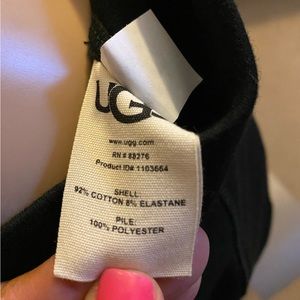 UGG
www.ugg.com
RN # 88276
Product ID# 1103664
SHELL:
92% COTTON 8% ELASTANE
PILE:
100% POLYESTER